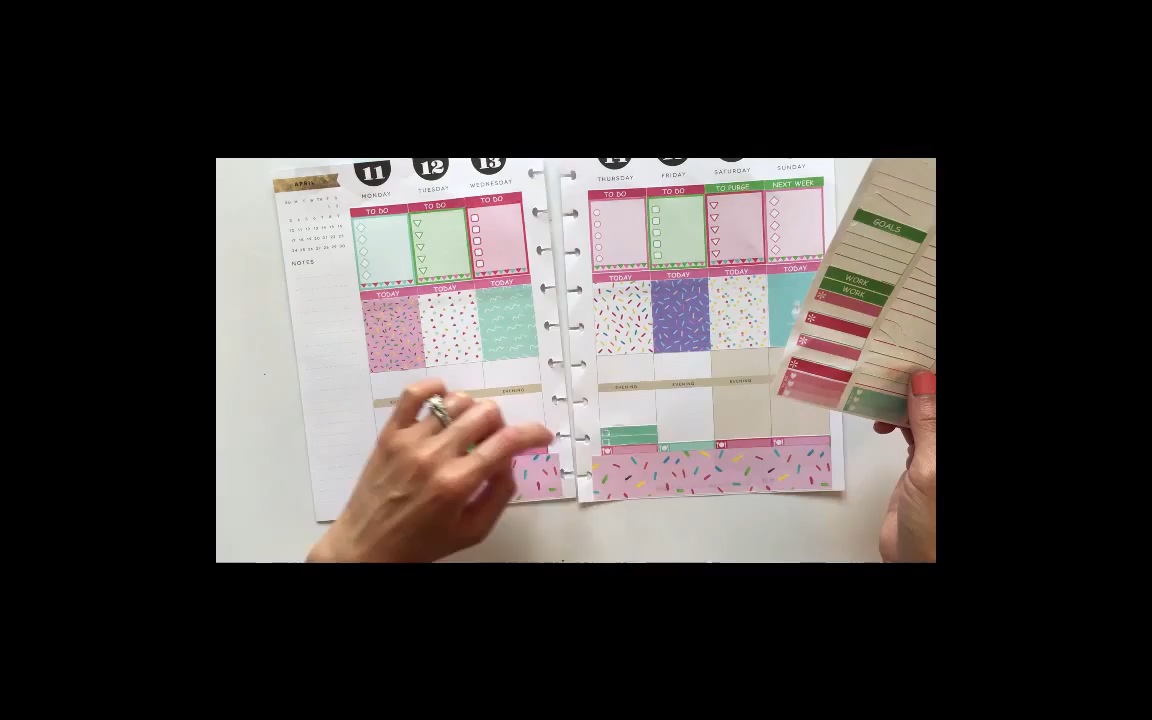 APRIL
NOTES
11
12
13
MONDAY
TUESDAY
WEDNESDAY
THURSDAY
FRIDAY
SATURDAY
SUNDAY
TO DO
TO DO
TO DO
TO DO
TO DO
TO PURGE
NEXT WEEK
TODAY
TODAY
TODAY
TODAY
TODAY
TODAY
TODAY
EVENING
EVENING
EVENING
EVENING
GOALS
WORK
WORK